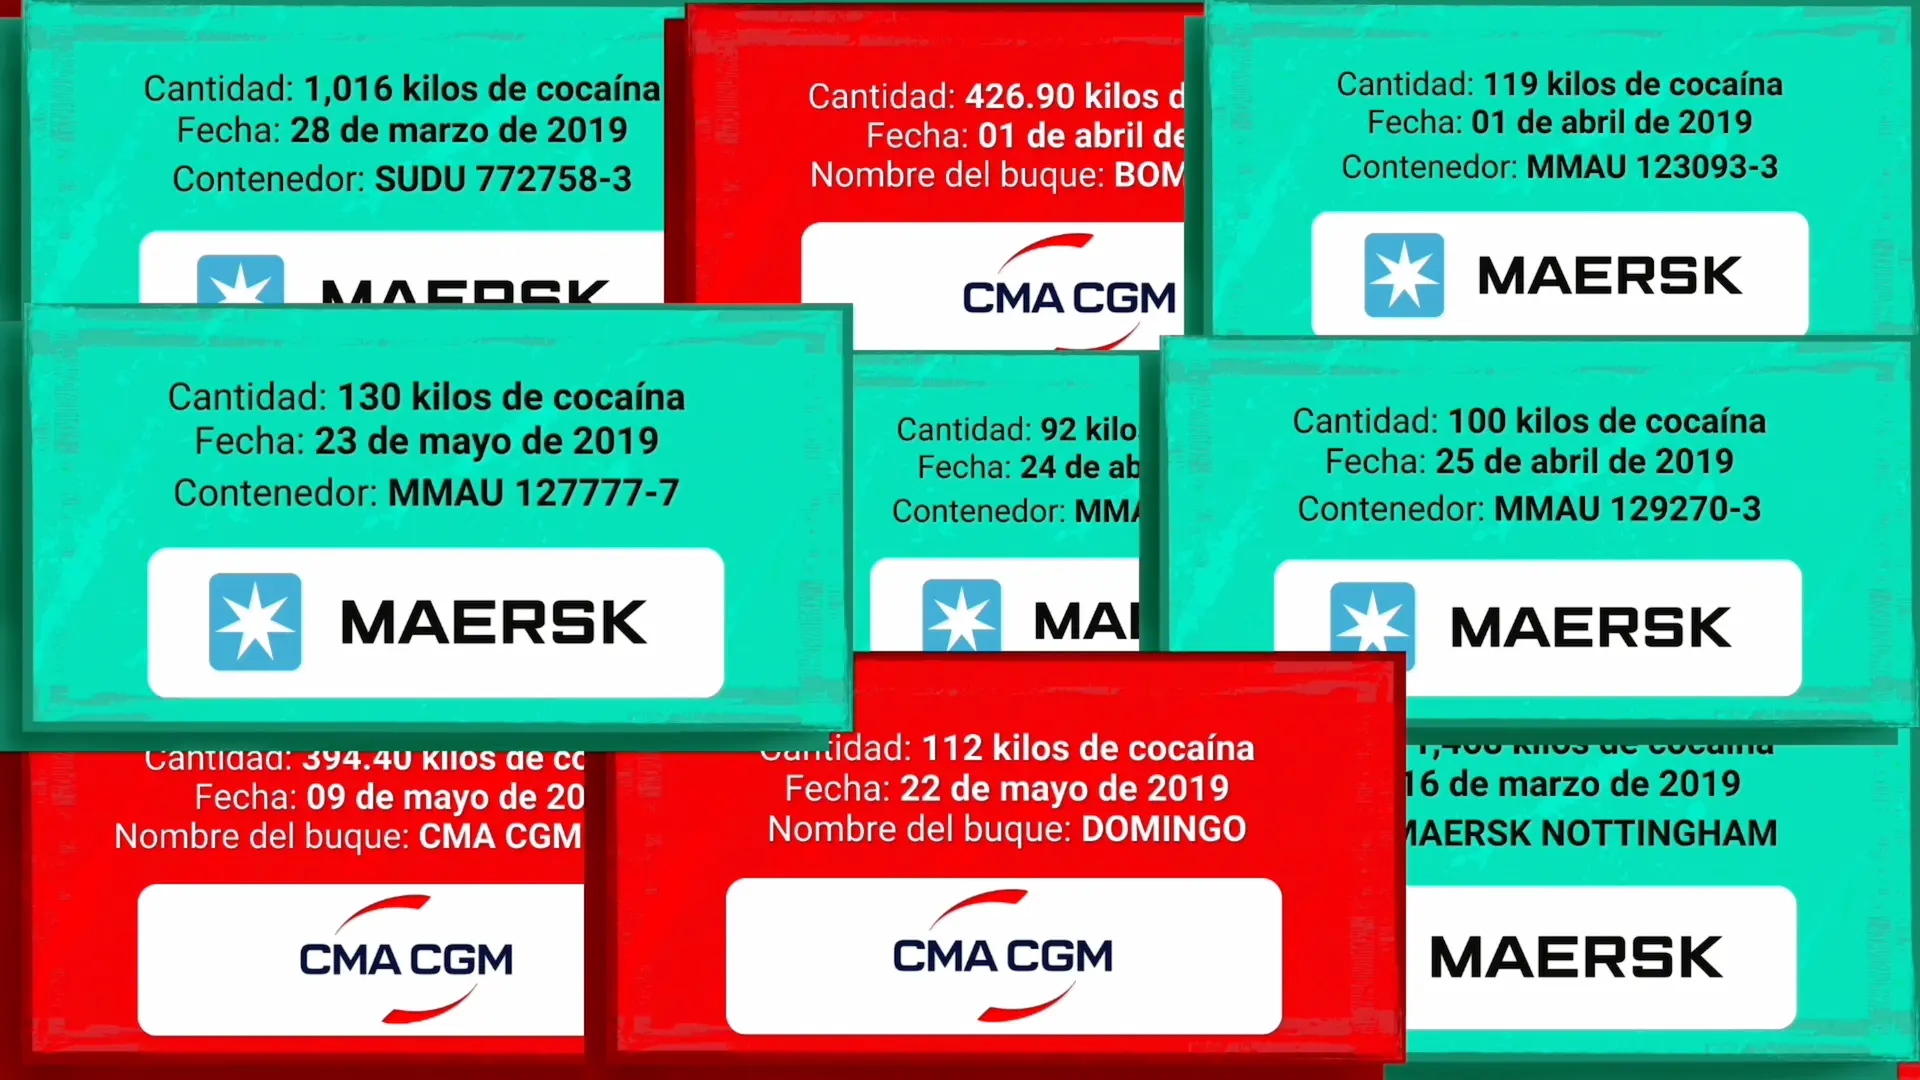 Cantidad: 1,016 kilos de cocaína
Fecha: 28 de marzo de 2019
Contenedor: SUDU 772758-3
MAERSK
Cantidad: 426.90 kilos d
Fecha: 01 de abril de
Nombre del buque: BOM
CMA CGM
Cantidad: 119 kilos de cocaína
Fecha: 01 de abril de 2019
Contenedor: MMAU 123093-3
MAERSK
Cantidad: 130 kilos de cocaína
Fecha: 23 de mayo de 2019
Contenedor: MMAU 127777-7
MAERSK
Cantidad: 92 kilo
Fecha: 24 de ab
Contenedor: MMA
MAE
Cantidad: 100 kilos de cocaína
Fecha: 25 de abril de 2019
Contenedor: MMAU 129270-3
MAERSK
Cantidad: 394.40 kilos de co
Fecha: 09 de mayo de 20
Nombre del buque: CMA CGM
CMA CGM
Cantidad: 112 kilos de cocaína
Fecha: 22 de mayo de 2019
Nombre del buque: DOMINGO
CMA CGM
kilos de cocaína
16 de marzo de 2019
MAERSK NOTTINGHAM
MAERSK